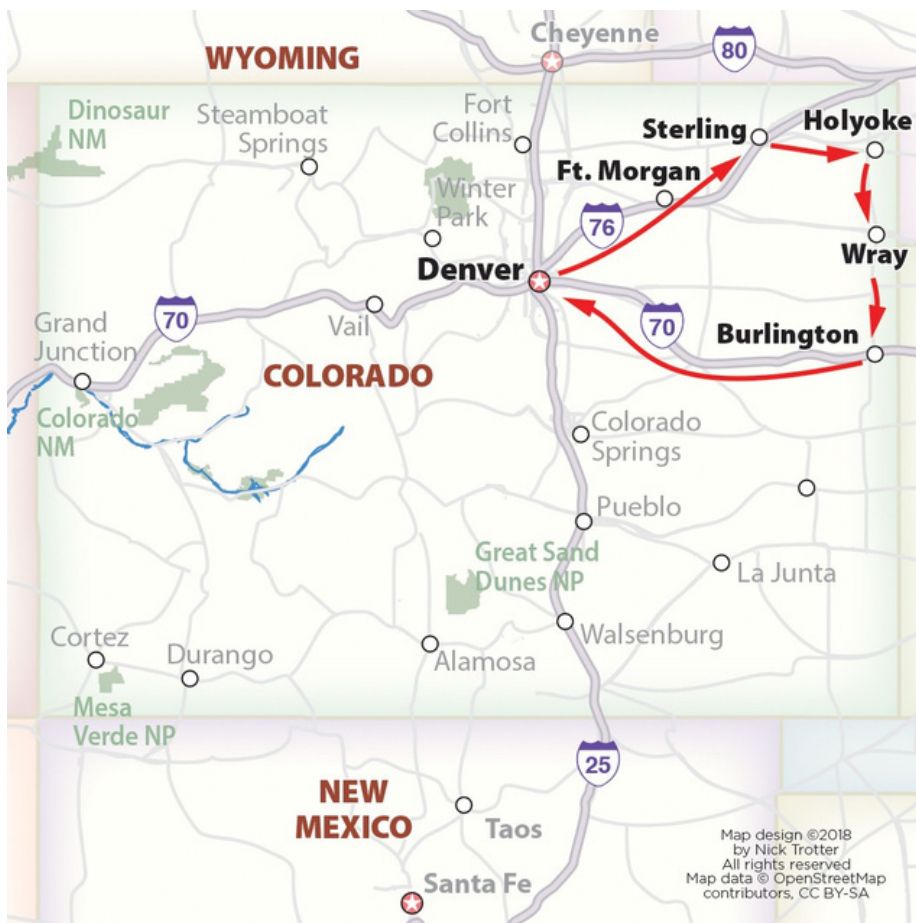 Cheyenne
WYOMING
80
Dinosaur
NM
Steamboat
Springs
Fort
Collins
Sterling
Holyoke
Ft. Morgan
Winter
Park
76
Wray
Denver
70
Vail
70
Burlington
Grand
Junction
COLORADO
Colorado
NM
Colorado
Springs
Pueblo
Great Sand
Dunes NP
La Junta
Cortez
Durango
Alamosa
Walsenburg
Mesa
Verde NP
25
NEW
MEXICO
Taos
Santa Fe
Map design ©2018
by Nick Trotter
All rights reserved
Map data © OpenStreetMap
contributors, CC BY-SA